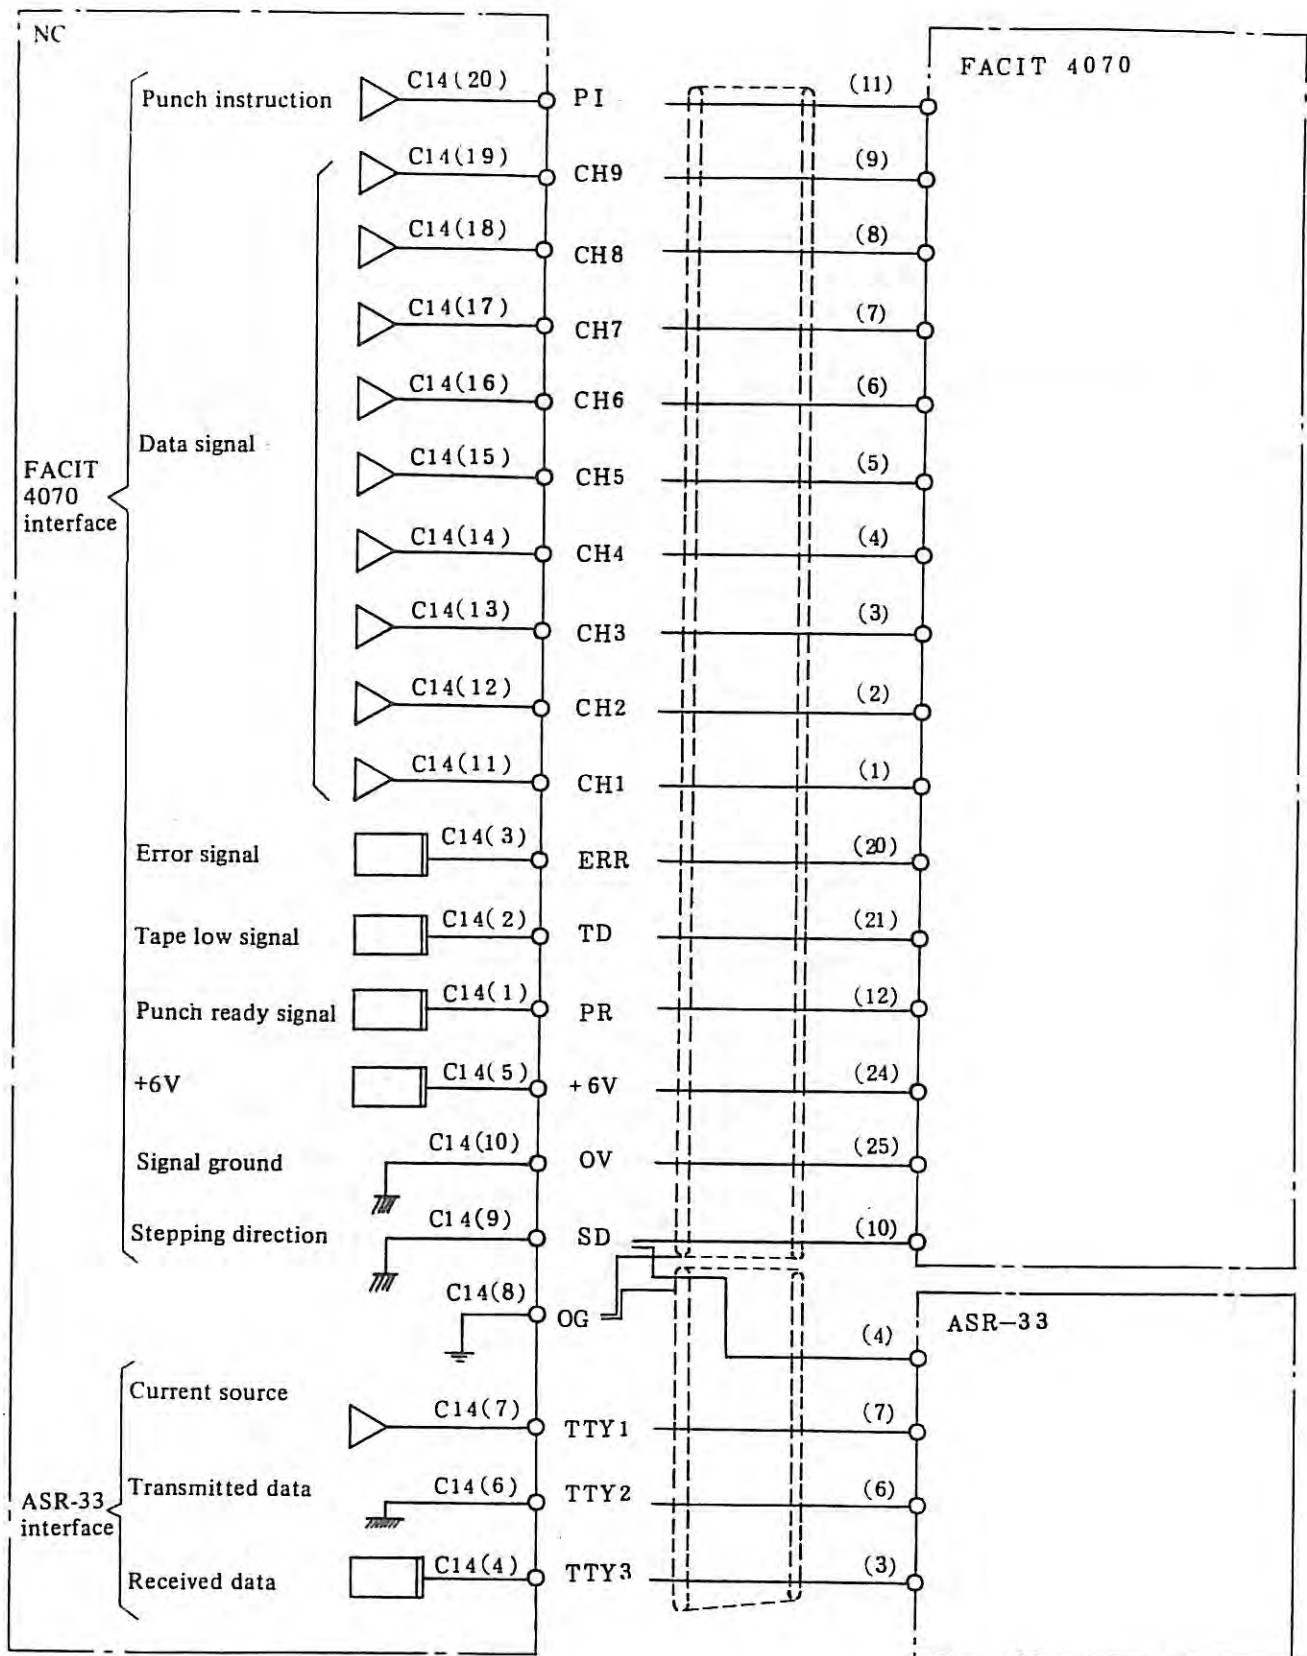 NC
FACIT 4070
Punch instruction C14(20) PI (11)
C14(19) CH9 (9)
C14(18) CH8 (8)
C14(17) CH7 (7)
C14(16) CH6 (6)
Data signal
C14(15) CH5 (5)
FACIT
4070
interface
C14(14) CH4 (4)
C14(13) CH3 (3)
C14(12) CH2 (2)
C14(11) CH1 (1)
Error signal C14(3) ERR (20)
Tape low signal C14(2) TD (21)
Punch ready signal C14(1) PR (12)
+6V C14(5) +6V (24)
Signal ground C14(10) OV (25)
Stepping direction C14(9) SD (10)
C14(8) OG
ASR-33
(4)
Current source C14(7) TTY1 (7)
Transmitted data C14(6) TTY2 (6)
ASR-33
interface
Received data C14(4) TTY3 (3)